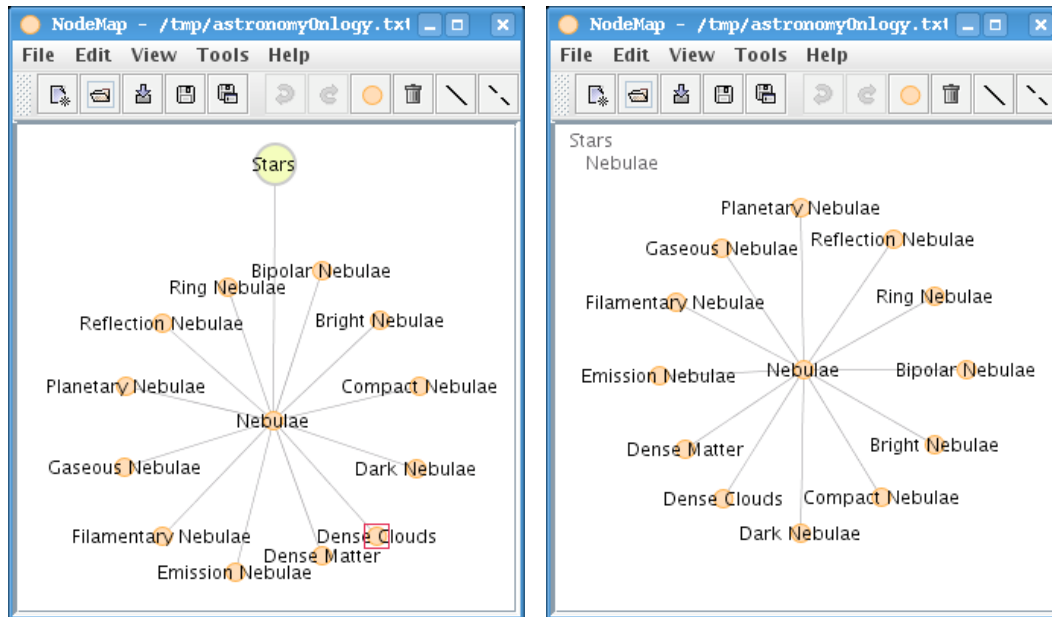 NodeMap - /tmp/astronomyOnlogy.txt
File Edit View Tools Help
Stars
Bipolar Nebulae
Ring Nebulae
Reflection Nebulae
Bright Nebulae
Planetary Nebulae
Compact Nebulae
Nebulae
Gaseous Nebulae
Dark Nebulae
Filamentary Nebulae
Dense Clouds
Dense Matter
Emission Nebulae
NodeMap - /tmp/astronomyOnlogy.txt
File Edit View Tools Help
Stars
Nebulae
Planetary Nebulae
Reflection Nebulae
Gaseous Nebulae
Ring Nebulae
Filamentary Nebulae
Nebulae
Bipolar Nebulae
Emission Nebulae
Bright Nebulae
Dense Matter
Dense Clouds
Compact Nebulae
Dark Nebulae